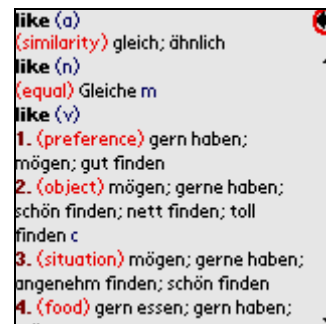 like (a)
(similarity) gleich; ähnlich
like (n)
(equal) Gleiche m
like (v)
1. (preference) gern haben;
mögen; gut finden
2. (object) mögen; gerne haben;
schön finden; nett finden; toll
finden c
3. (situation) mögen; gerne haben;
angenehm finden; schön finden
4. (food) gern essen; gern haben;